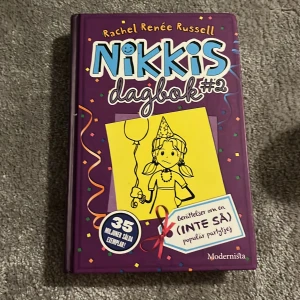 Rachel Renée Russell
NIKKIS
dagbok #2
35
MILJONER SÅLDA
EXEMPLAR!
Berättelser om en
(INTE SÅ)
populär partytjej
Modernista